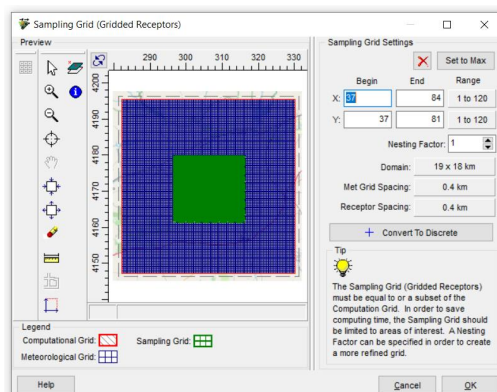 Sampling Grid (Gridded Receptors)
Preview
290 300 310 320 330
4200
4190
4180
4170
4160
4150
Legend
Computational Grid:
Sampling Grid:
Meteorological Grid:
Sampling Grid Settings
Set to Max
Begin End Range
X: 37 84 1 to 120
Y: 37 81 1 to 120
Nesting Factor: 1
Domain: 19 x 18 km
Met Grid Spacing: 0.4 km
Receptor Spacing: 0.4 km
+ Convert To Discrete
Tip
The Sampling Grid (Gridded Receptors)
must be equal to or a subset of the
Computation Grid. In order to save
computing time, the Sampling Grid should
be limited to areas of interest. A Nesting
Factor can be specified in order to create
a more refined grid.
Help
Cancel
OK